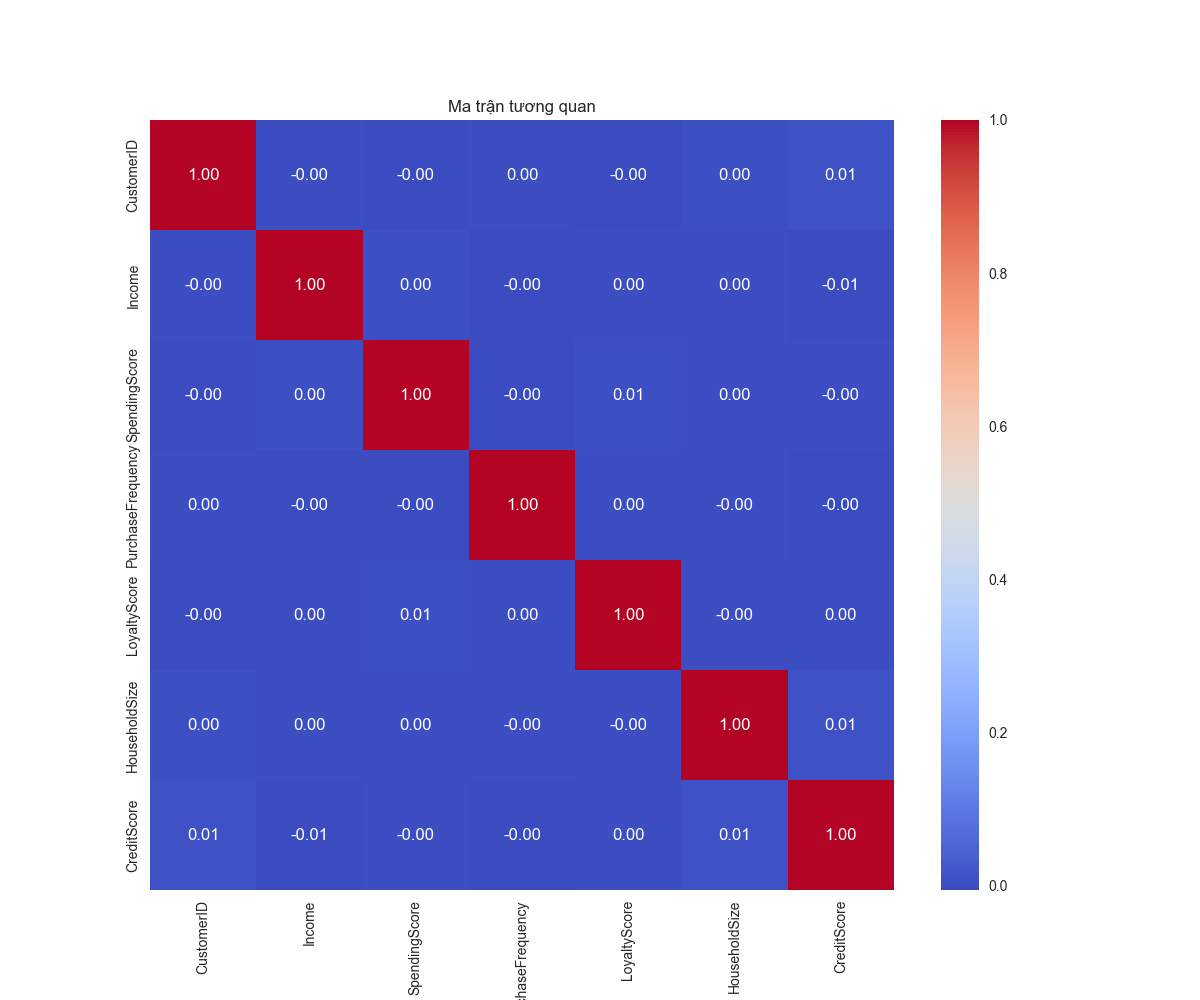 Ma trận tương quan
CustomerID 1.00 -0.00 -0.00 0.00 -0.00 0.00 0.01
Income -0.00 1.00 0.00 -0.00 0.00 0.00 -0.01
SpendingScore -0.00 0.00 1.00 -0.00 0.01 0.00 -0.00
PurchaseFrequency 0.00 -0.00 -0.00 1.00 0.00 -0.00 -0.00
LoyaltyScore -0.00 0.00 0.01 0.00 1.00 -0.00 0.00
HouseholdSize 0.00 0.00 0.00 -0.00 -0.00 1.00 0.01
CreditScore 0.01 -0.01 -0.00 -0.00 0.00 0.01 1.00
CustomerID Income SpendingScore chaseFrequency LoyaltyScore HouseholdSize CreditScore
1.0
0.8
0.6
0.4
0.2
0.0